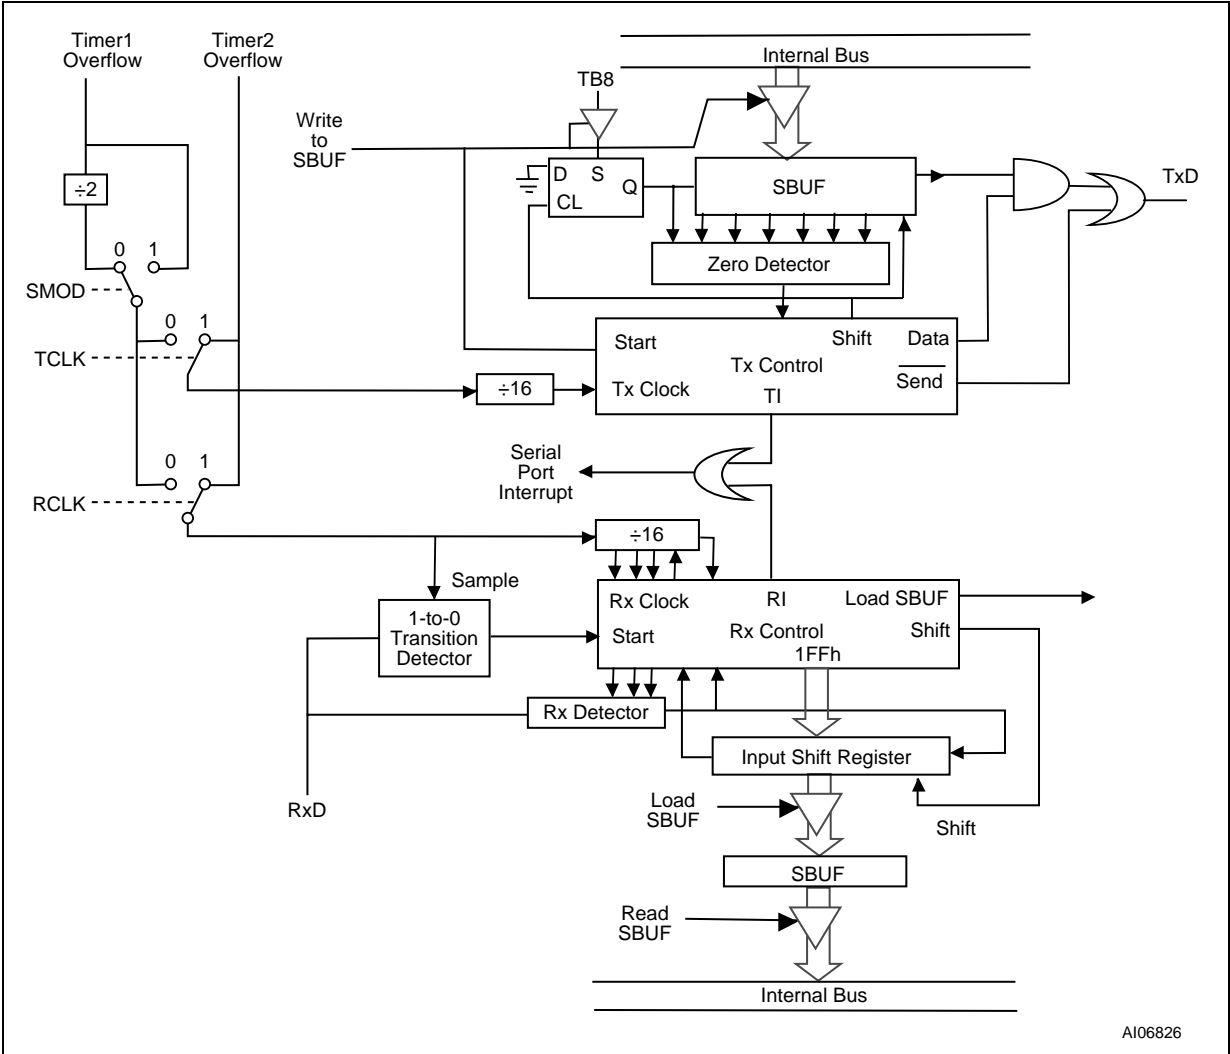 Timer1
Overflow
Timer2
Overflow
Internal Bus
TB8
Write
to
SBUF
÷2
D S
Q
CL
SBUF
TxD
0 1
Zero Detector
SMOD
0 1
TCLK
Start
Shift
Data
Tx Control
Send
÷16
Tx Clock
TI
Serial
Port
Interrupt
0 1
RCLK
÷16
Sample
1-to-0
Transition
Detector
Rx Clock
RI
Load SBUF
Start
Rx Control
Shift
1FFh
Rx Detector
Input Shift Register
RxD
Load
SBUF
Shift
SBUF
Read
SBUF
Internal Bus
AI06826